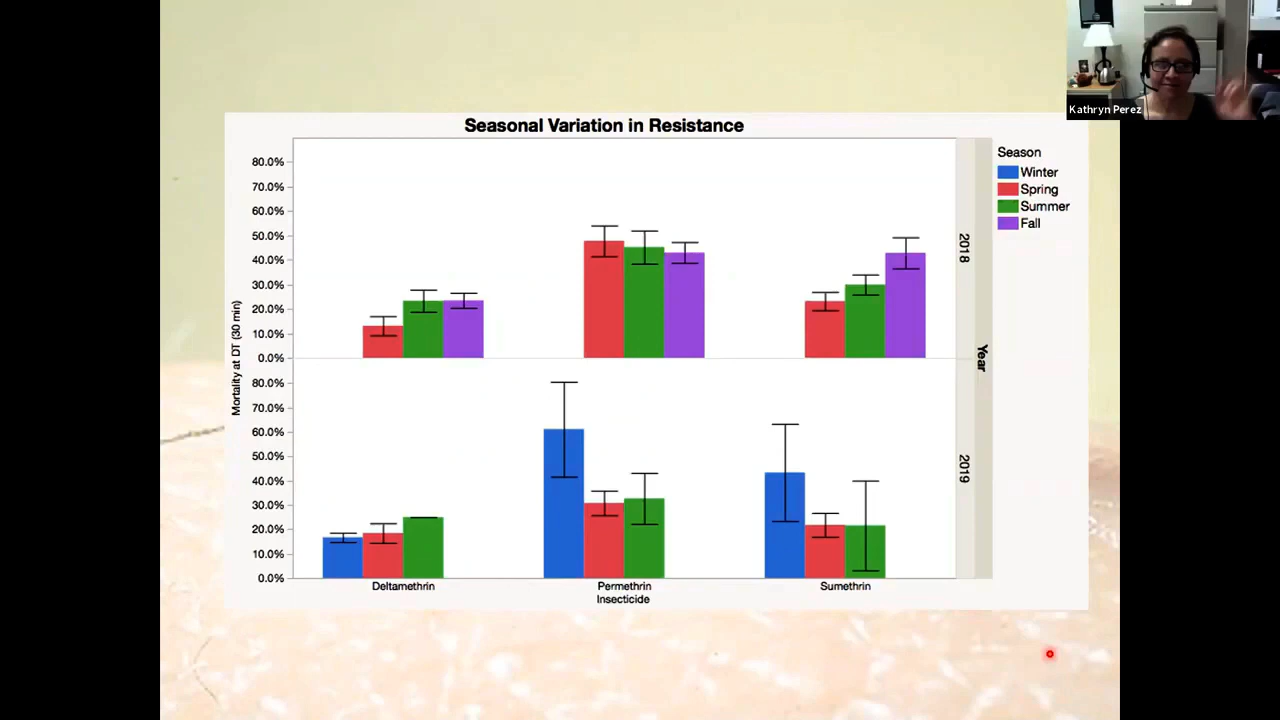 Kathryn Perez
Seasonal Variation in Resistance
Season
Winter
Spring
Summer
Fall
Mortality at DT (30 min)
80.0%
70.0%
60.0%
50.0%
40.0%
30.0%
20.0%
10.0%
0.0%
2018
80.0%
70.0%
60.0%
50.0%
40.0%
30.0%
20.0%
10.0%
0.0%
2019
Year
Deltamethrin
Permethrin
Sumethrin
Insecticide